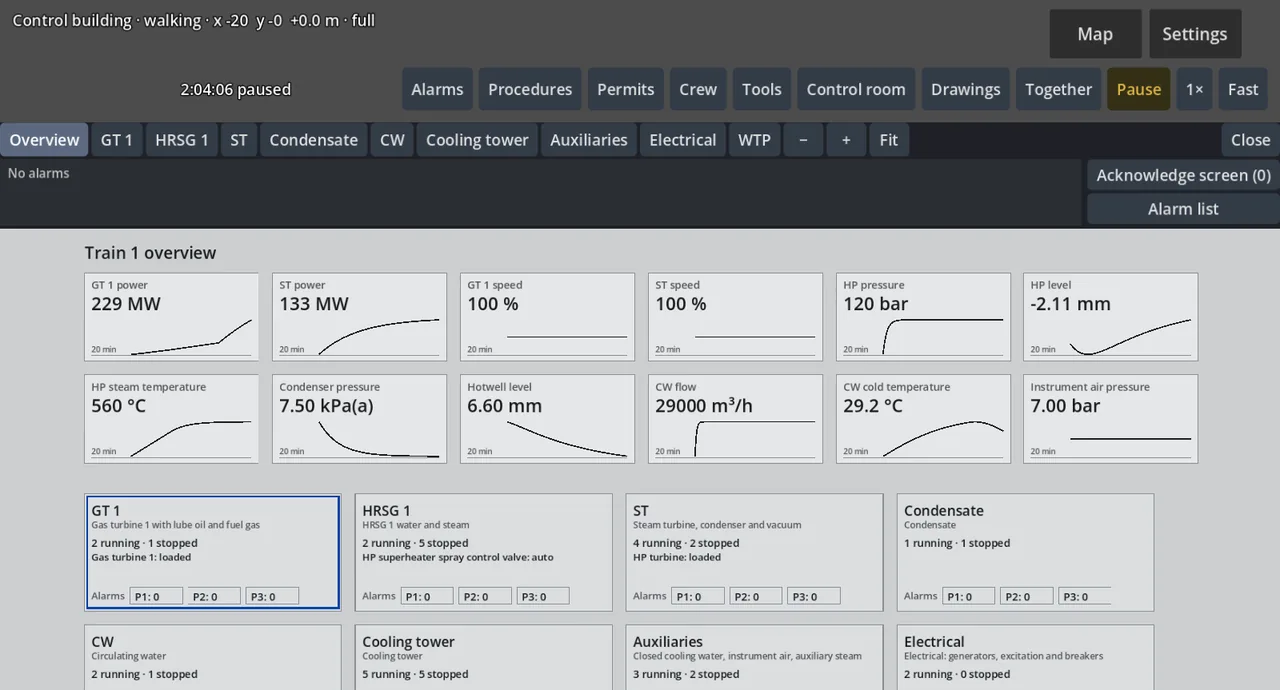 Control building · walking · x -20 y -0 +0.0 m · full
Map
Settings
2:04:06 paused
Alarms
Procedures
Permits
Crew
Tools
Control room
Drawings
Together
Pause
1×
Fast
Overview
GT 1
HRSG 1
ST
Condensate
CW
Cooling tower
Auxiliaries
Electrical
WTP
−
+
Fit
Close
No alarms
Acknowledge screen (0)
Alarm list
Train 1 overview
GT 1 power
229 MW
20 min
ST power
133 MW
20 min
GT 1 speed
100 %
20 min
ST speed
100 %
20 min
HP pressure
120 bar
20 min
HP level
-2.11 mm
20 min
HP steam temperature
560 °C
20 min
Condenser pressure
7.50 kPa(a)
20 min
Hotwell level
6.60 mm
20 min
CW flow
29000 m³/h
20 min
CW cold temperature
29.2 °C
20 min
Instrument air pressure
7.00 bar
20 min
GT 1
Gas turbine 1 with lube oil and fuel gas
2 running · 1 stopped
Gas turbine 1: loaded
Alarms P1: 0 P2: 0 P3: 0
HRSG 1
HRSG 1 water and steam
2 running · 5 stopped
HP superheater spray control valve: auto
Alarms P1: 0 P2: 0 P3: 0
ST
Steam turbine, condenser and vacuum
4 running · 2 stopped
HP turbine: loaded
Alarms P1: 0 P2: 0 P3: 0
Condensate
Condensate
1 running · 1 stopped
Alarms P1: 0 P2: 0 P3: 0
CW
Circulating water
2 running · 1 stopped
Cooling tower
Cooling tower
5 running · 5 stopped
Auxiliaries
Closed cooling water, instrument air, auxiliary steam
3 running · 2 stopped
Electrical
Electrical: generators, excitation and breakers
2 running · 0 stopped